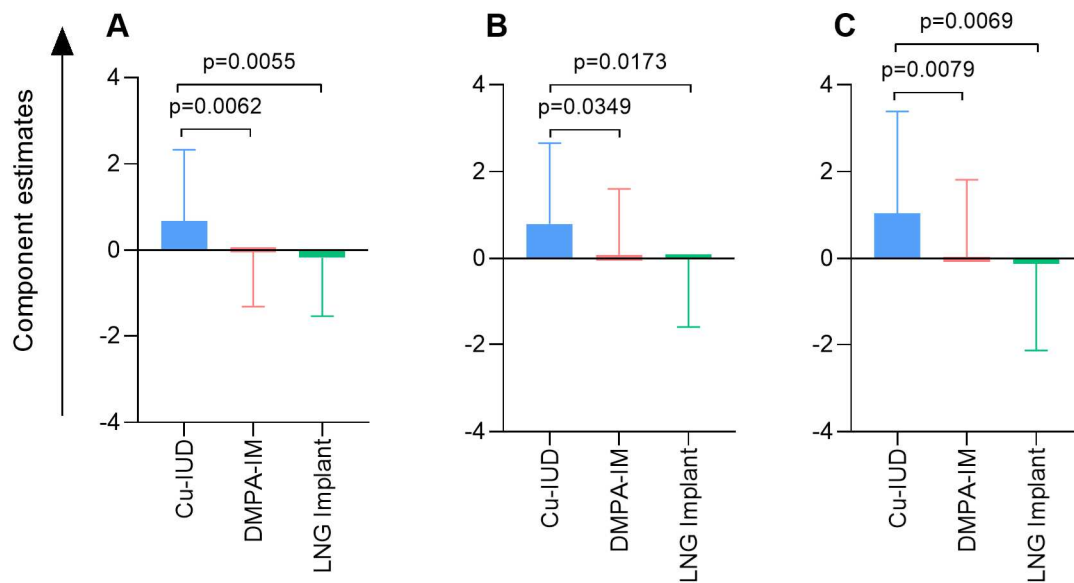 Component estimates
A
p=0.0055
p=0.0062
4
2
0
-2
-4
Cu-IUD
DMPA-IM
LNG Implant
B
p=0.0173
p=0.0349
4
2
0
-2
-4
Cu-IUD
DMPA-IM
LNG Implant
C
p=0.0069
p=0.0079
4
2
0
-2
-4
Cu-IUD
DMPA-IM
LNG Implant